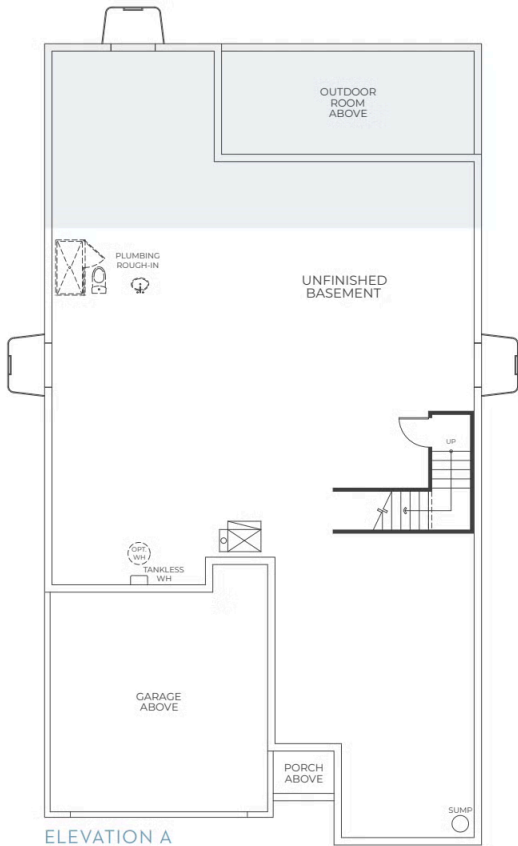 OUTDOOR
ROOM
ABOVE
PLUMBING
ROUGH-IN
UNFINISHED
BASEMENT
UP
OPT.
WH
TANKLESS
WH
GARAGE
ABOVE
PORCH
ABOVE
SUMP
ELEVATION A